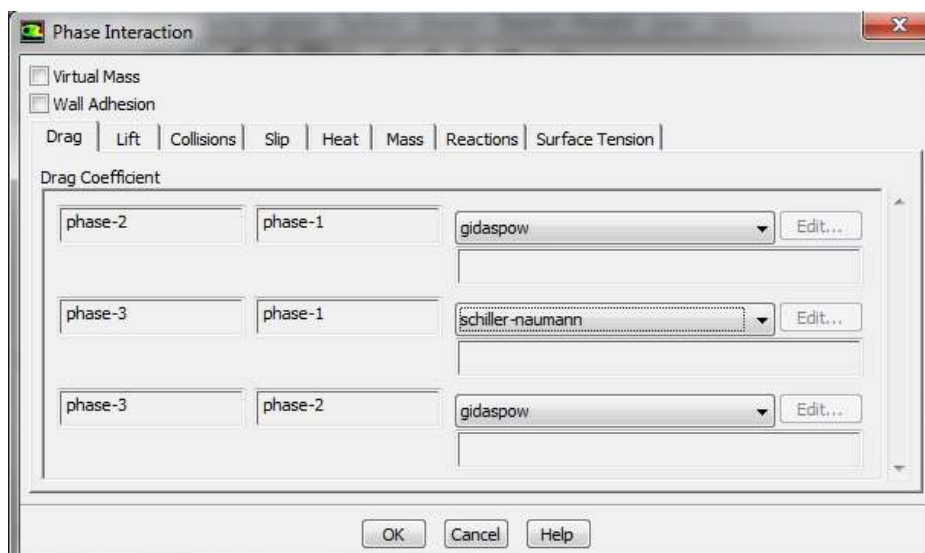 Phase Interaction
Virtual Mass
Wall Adhesion
Drag Lift Collisions Slip Heat Mass Reactions Surface Tension
Drag Coefficient
phase-2 phase-1 gidaspow Edit...
phase-3 phase-1 schiller-naumann Edit...
phase-3 phase-2 gidaspow Edit...
OK Cancel Help